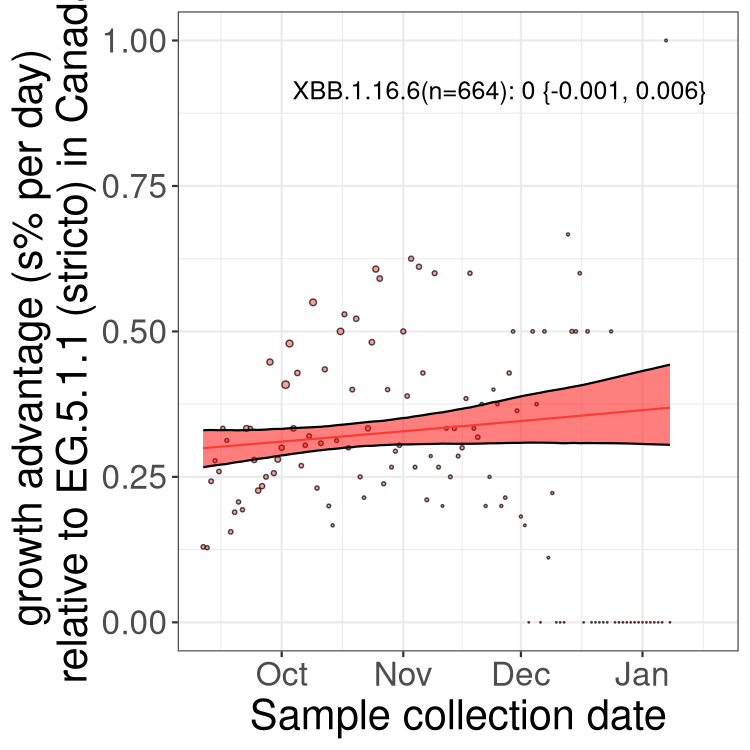 growth advantage (s% per day)
relative to EG.5.1.1 (stricto) in Canada
1.00
XBB.1.16.6(n=664): 0 {-0.001, 0.006}
0.75
0.50
0.25
0.00
Oct Nov Dec Jan
Sample collection date